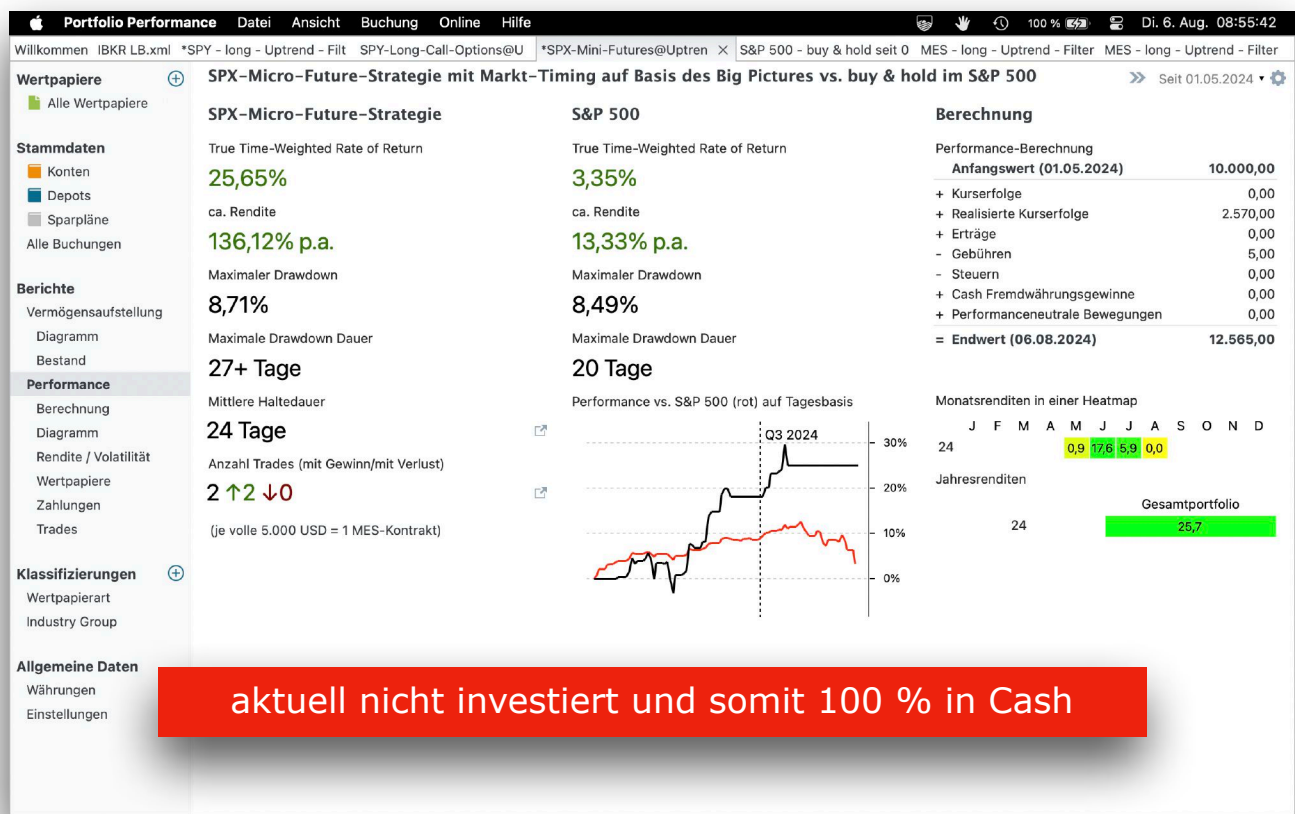 Portfolio Performance Datei Ansicht Buchung Online Hilfe 100 % Di. 6. Aug. 08:55:42
Willkommen IBKR LB.xml *SPY - long - Uptrend - Filt SPY-Long-Call-Options@U *SPX-Mini-Futures@Uptren × S&P 500 - buy & hold seit 0 MES - long - Uptrend - Filter MES - long - Uptrend - Filter
Wertpapiere
Alle Wertpapiere
Stammdaten
Konten
Depots
Sparpläne
Alle Buchungen
Berichte
Vermögensaufstellung
Diagramm
Bestand
Performance
Berechnung
Diagramm
Rendite / Volatilität
Wertpapiere
Zahlungen
Trades
Klassifizierungen
Wertpapierart
Industry Group
Allgemeine Daten
Währungen
Einstellungen
SPX-Micro-Future-Strategie mit Markt-Timing auf Basis des Big Pictures vs. buy & hold im S&P 500
Seit 01.05.2024
SPX-Micro-Future-Strategie
True Time-Weighted Rate of Return
25,65%
ca. Rendite
136,12% p.a.
Maximaler Drawdown
8,71%
Maximale Drawdown Dauer
27+ Tage
Mittlere Haltedauer
24 Tage
Anzahl Trades (mit Gewinn/mit Verlust)
2 ↑2 ↓0
(je volle 5.000 USD = 1 MES-Kontrakt)
S&P 500
True Time-Weighted Rate of Return
3,35%
ca. Rendite
13,33% p.a.
Maximaler Drawdown
8,49%
Maximale Drawdown Dauer
20 Tage
Performance vs. S&P 500 (rot) auf Tagesbasis
Q3 2024
30%
20%
10%
0%
Berechnung
Performance-Berechnung
Anfangswert (01.05.2024) 10.000,00
+ Kurserfolge 0,00
+ Realisierte Kurserfolge 2.570,00
+ Erträge 0,00
- Gebühren 5,00
- Steuern 0,00
+ Cash Fremdwährungsgewinne 0,00
+ Performanceneutrale Bewegungen 0,00
= Endwert (06.08.2024) 12.565,00
Monatsrenditen in einer Heatmap
J F M A M J J A S O N D
24 0,9 17,6 5,9 0,0
Jahresrenditen
Gesamtportfolio
24 25,7
aktuell nicht investiert und somit 100 % in Cash